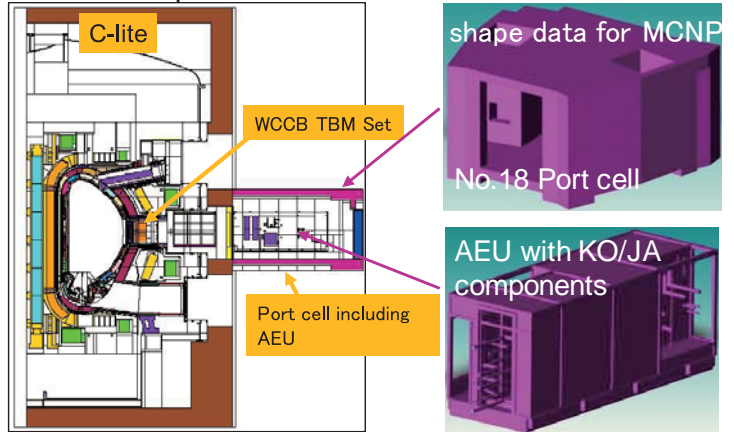 C-lite
WCCB TBM Set
Port cell including
AEU
shape data for MCNP
No.18 Port cell
AEU with KO/JA
components